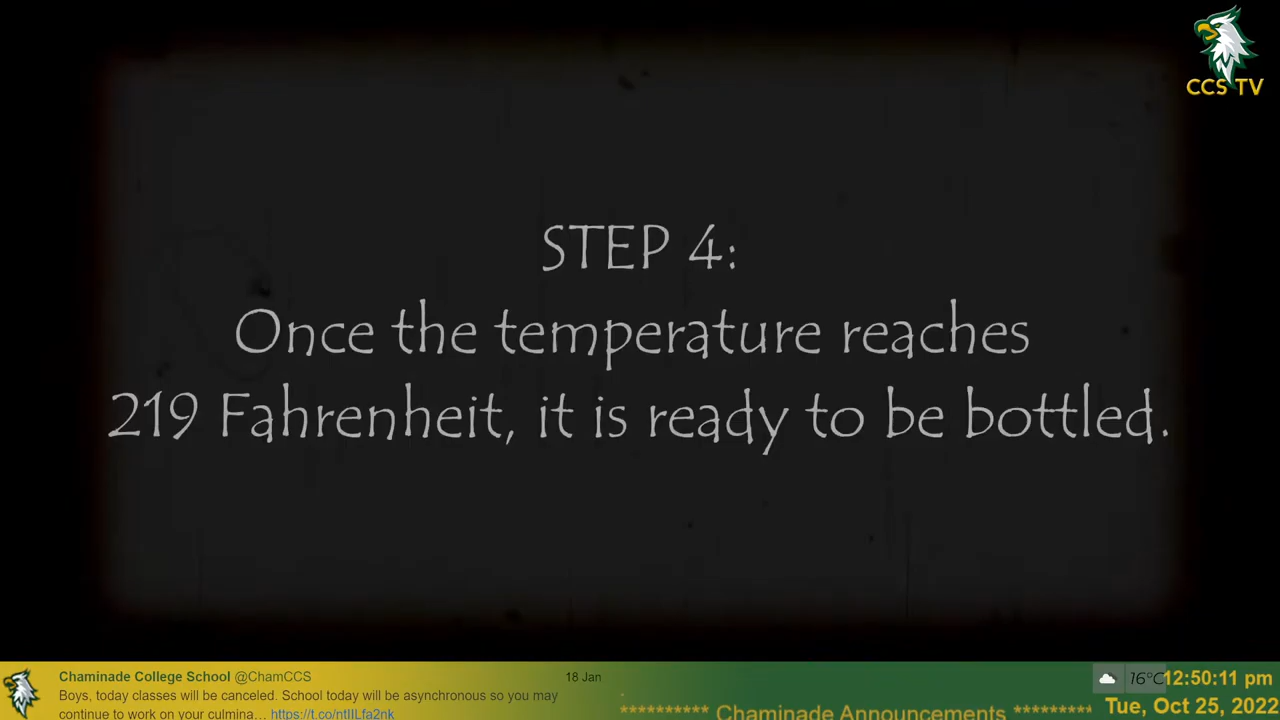 CCS TV
STEP 4:
Once the temperature reaches
219 Fahrenheit, it is ready to be bottled.
Chaminade College School @ChamCCS
18 Jan
Boys, today classes will be canceled. School today will be asynchronous so you may
continue to work on your culmina… https://t.co/ntIILfa2nk
********** Chaminade Announcements *********
16°C
12:50:11 pm
Tue, Oct 25, 2022